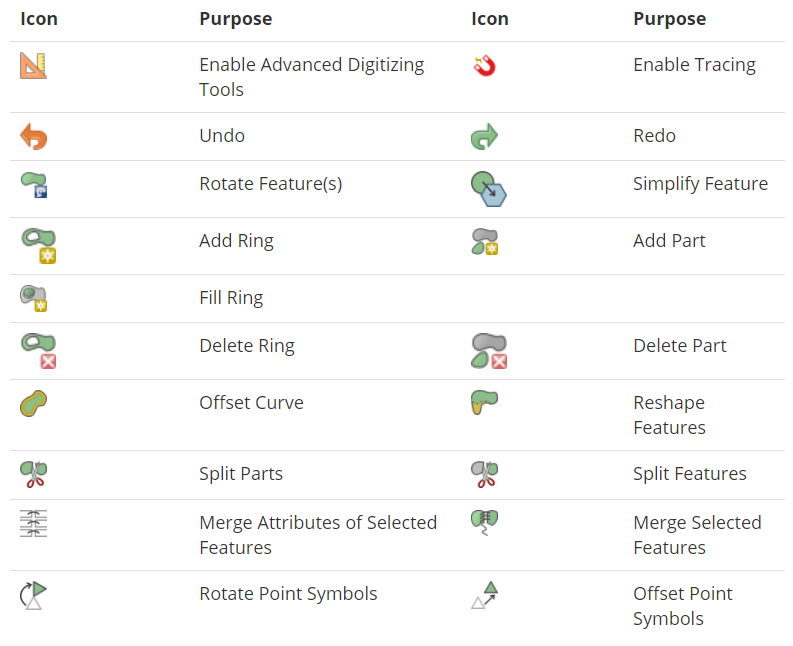 Icon Purpose Icon Purpose
Enable Advanced Digitizing Enable Tracing
Tools
Undo Redo
Rotate Feature(s) Simplify Feature
Add Ring Add Part
Fill Ring
Delete Ring Delete Part
Offset Curve Reshape
Features
Split Parts Split Features
Merge Attributes of Selected Merge Selected
Features Features
Rotate Point Symbols Offset Point
Symbols